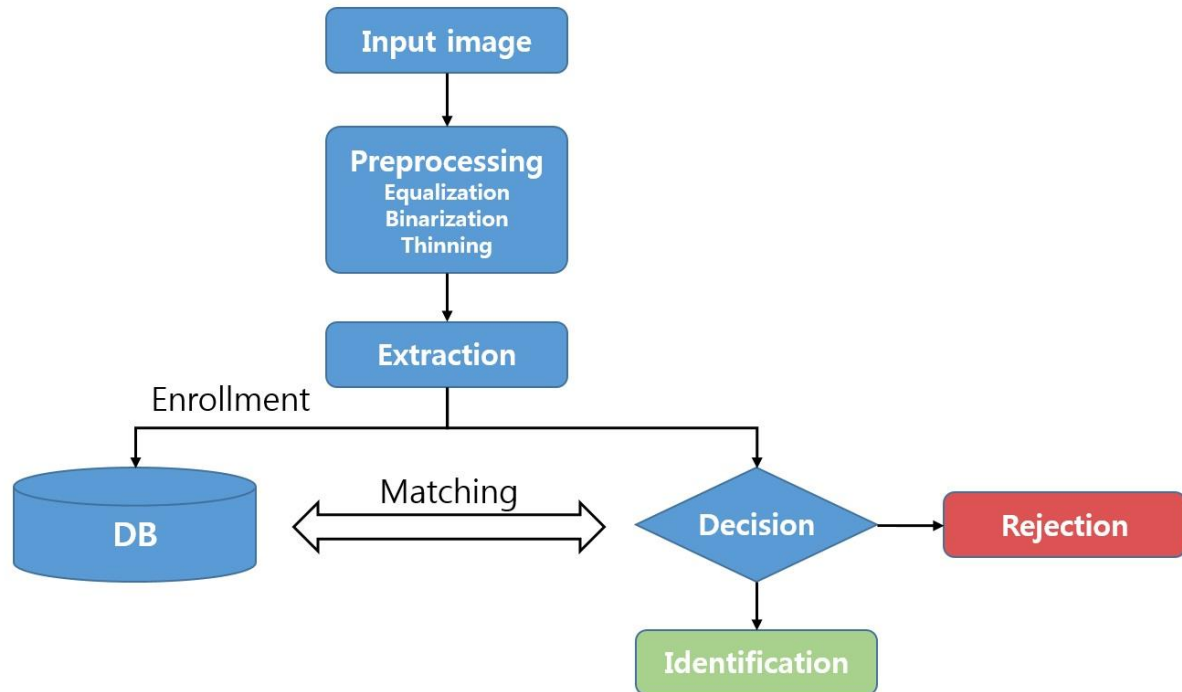 Input image
Preprocessing
Equalization
Binarization
Thinning
Extraction
Enrollment
Matching
DB
Decision
Rejection
Identification